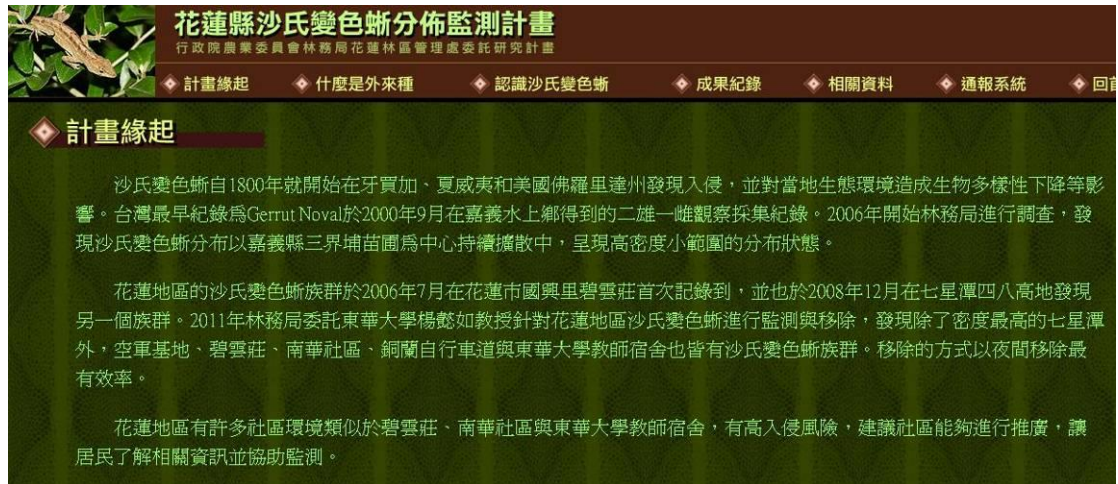 花蓮縣沙氏變色蜥分佈監測計畫
行政院農業委員會林務局花蓮林區管理處委託研究計畫
計畫緣起 什麼是外來種 認識沙氏變色蜥 成果紀錄 相關資料 通報系統 回首
計畫緣起
沙氏變色蜥自1800年就開始在牙買加、夏威夷和美國佛羅里達州發現入侵，並對當地生態環境造成生物多樣性下降等影
響。台灣最早紀錄為Gerrut Noval於2000年9月在嘉義水上鄉得到的二雄一雌觀察採集紀錄。2006年開始林務局進行調查，發
現沙氏變色蜥分布以嘉義縣三界埔苗圃為中心持續擴散中，呈現高密度小範圍的分布狀態。
花蓮地區的沙氏變色蜥族群於2006年7月在花蓮市國興里碧雲莊首次記錄到，並也於2008年12月在七星潭四八高地發現
另一個族群。2011年林務局委託東華大學楊懿如教授針對花蓮地區沙氏變色蜥進行監測與移除，發現除了密度最高的七星潭
外，空軍基地、碧雲莊、南華社區、銅蘭自行車道與東華大學教師宿舍也皆有沙氏變色蜥族群。移除的方式以夜間移除最
有效率。
花蓮地區有許多社區環境類似於碧雲莊、南華社區與東華大學教師宿舍，有高入侵風險，建議社區能夠進行推廣，讓
居民了解相關資訊並協助監測。